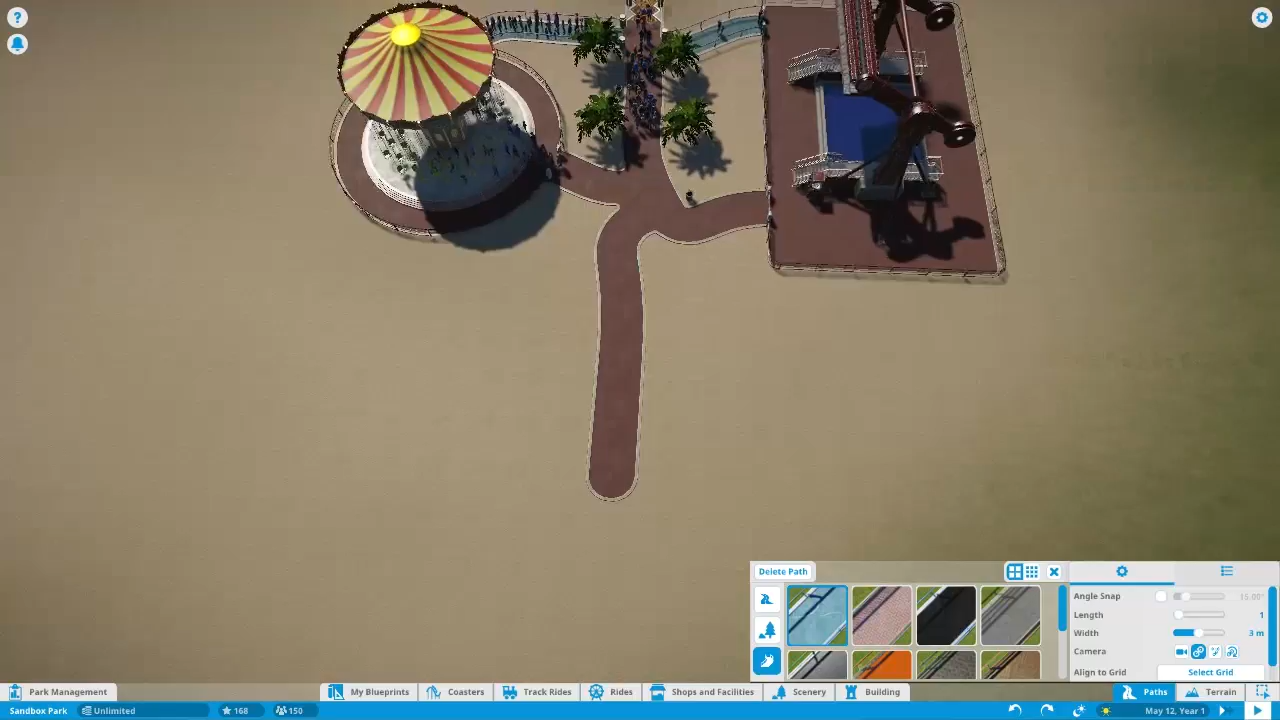 ?
Delete Path
Angle Snap 15.00°
Length 1
Width 3 m
Camera
Align to Grid Select Grid
Park Management My Blueprints Coasters Track Rides Rides Shops and Facilities Scenery Building Paths Terrain
Sandbox Park Unlimited 168 150 May 12, Year 1